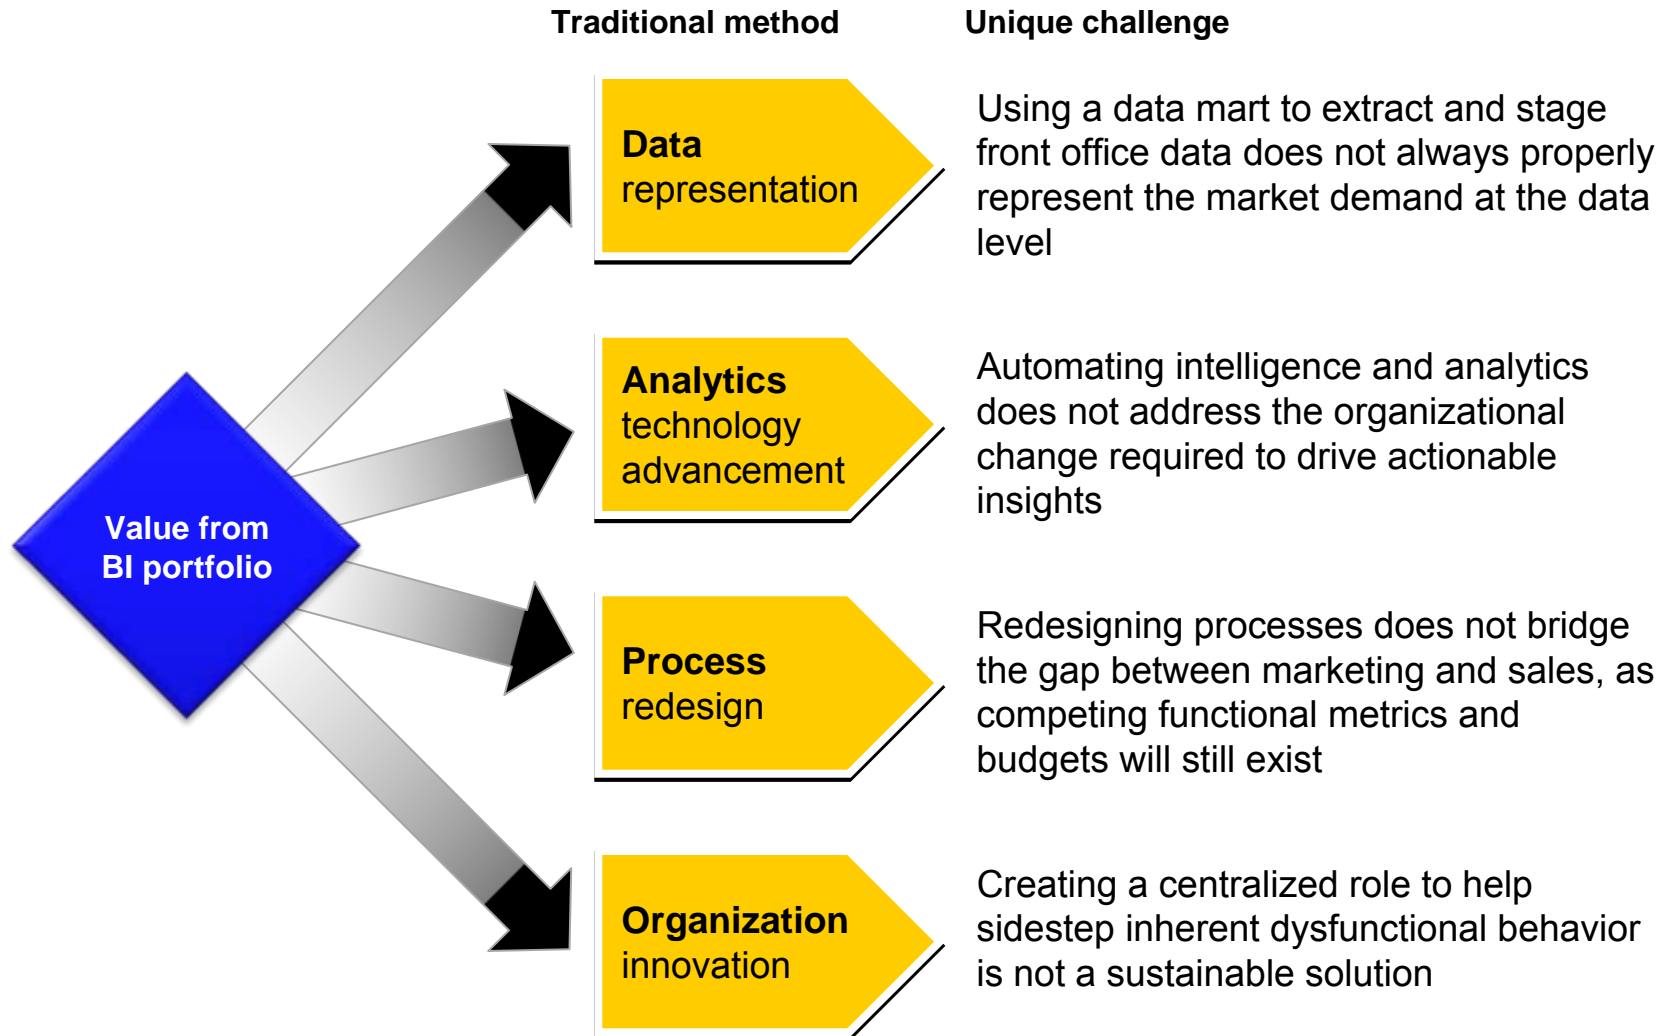 Traditional method
Unique challenge
Value from
BI portfolio
Data
representation
Using a data mart to extract and stage
front office data does not always properly
represent the market demand at the data
level
Analytics
technology
advancement
Automating intelligence and analytics
does not address the organizational
change required to drive actionable
insights
Process
redesign
Redesigning processes does not bridge
the gap between marketing and sales, as
competing functional metrics and
budgets will still exist
Organization
innovation
Creating a centralized role to help
sidestep inherent dysfunctional behavior
is not a sustainable solution